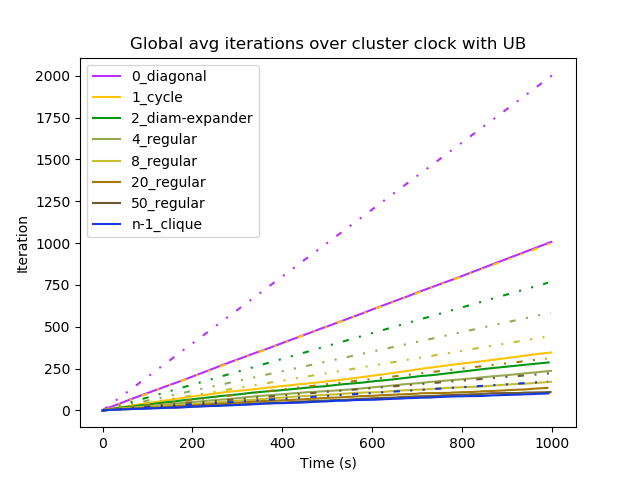 Global avg iterations over cluster clock with UB
0_diagonal
1_cycle
2_diam-expander
4_regular
8_regular
20_regular
50_regular
n-1_clique
2000
1750
1500
1250
1000
750
500
250
0
Iteration
0
200
400
600
800
1000
Time (s)